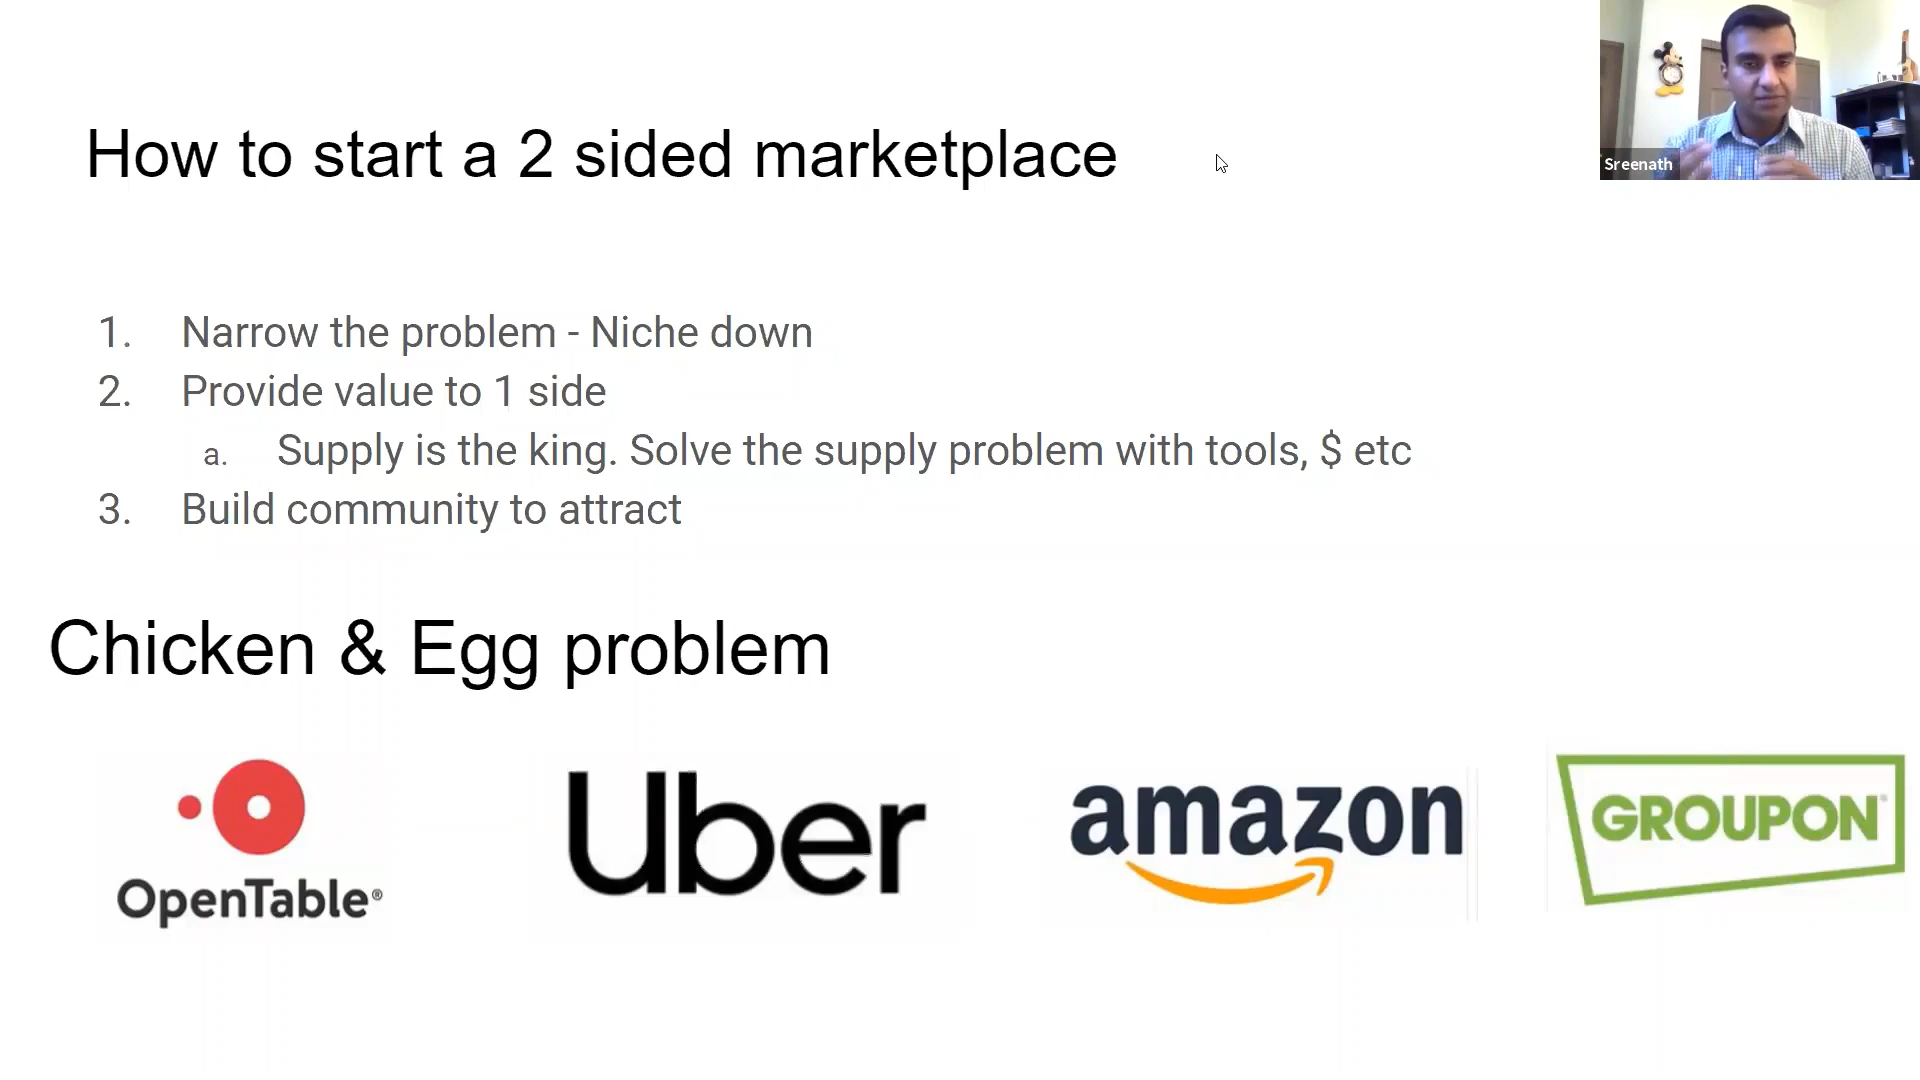 How to start a 2 sided marketplace
Sreenath
1. Narrow the problem - Niche down
2. Provide value to 1 side
a. Supply is the king. Solve the supply problem with tools, $ etc
3. Build community to attract
Chicken & Egg problem
OpenTable®
Uber
amazon
GROUPON